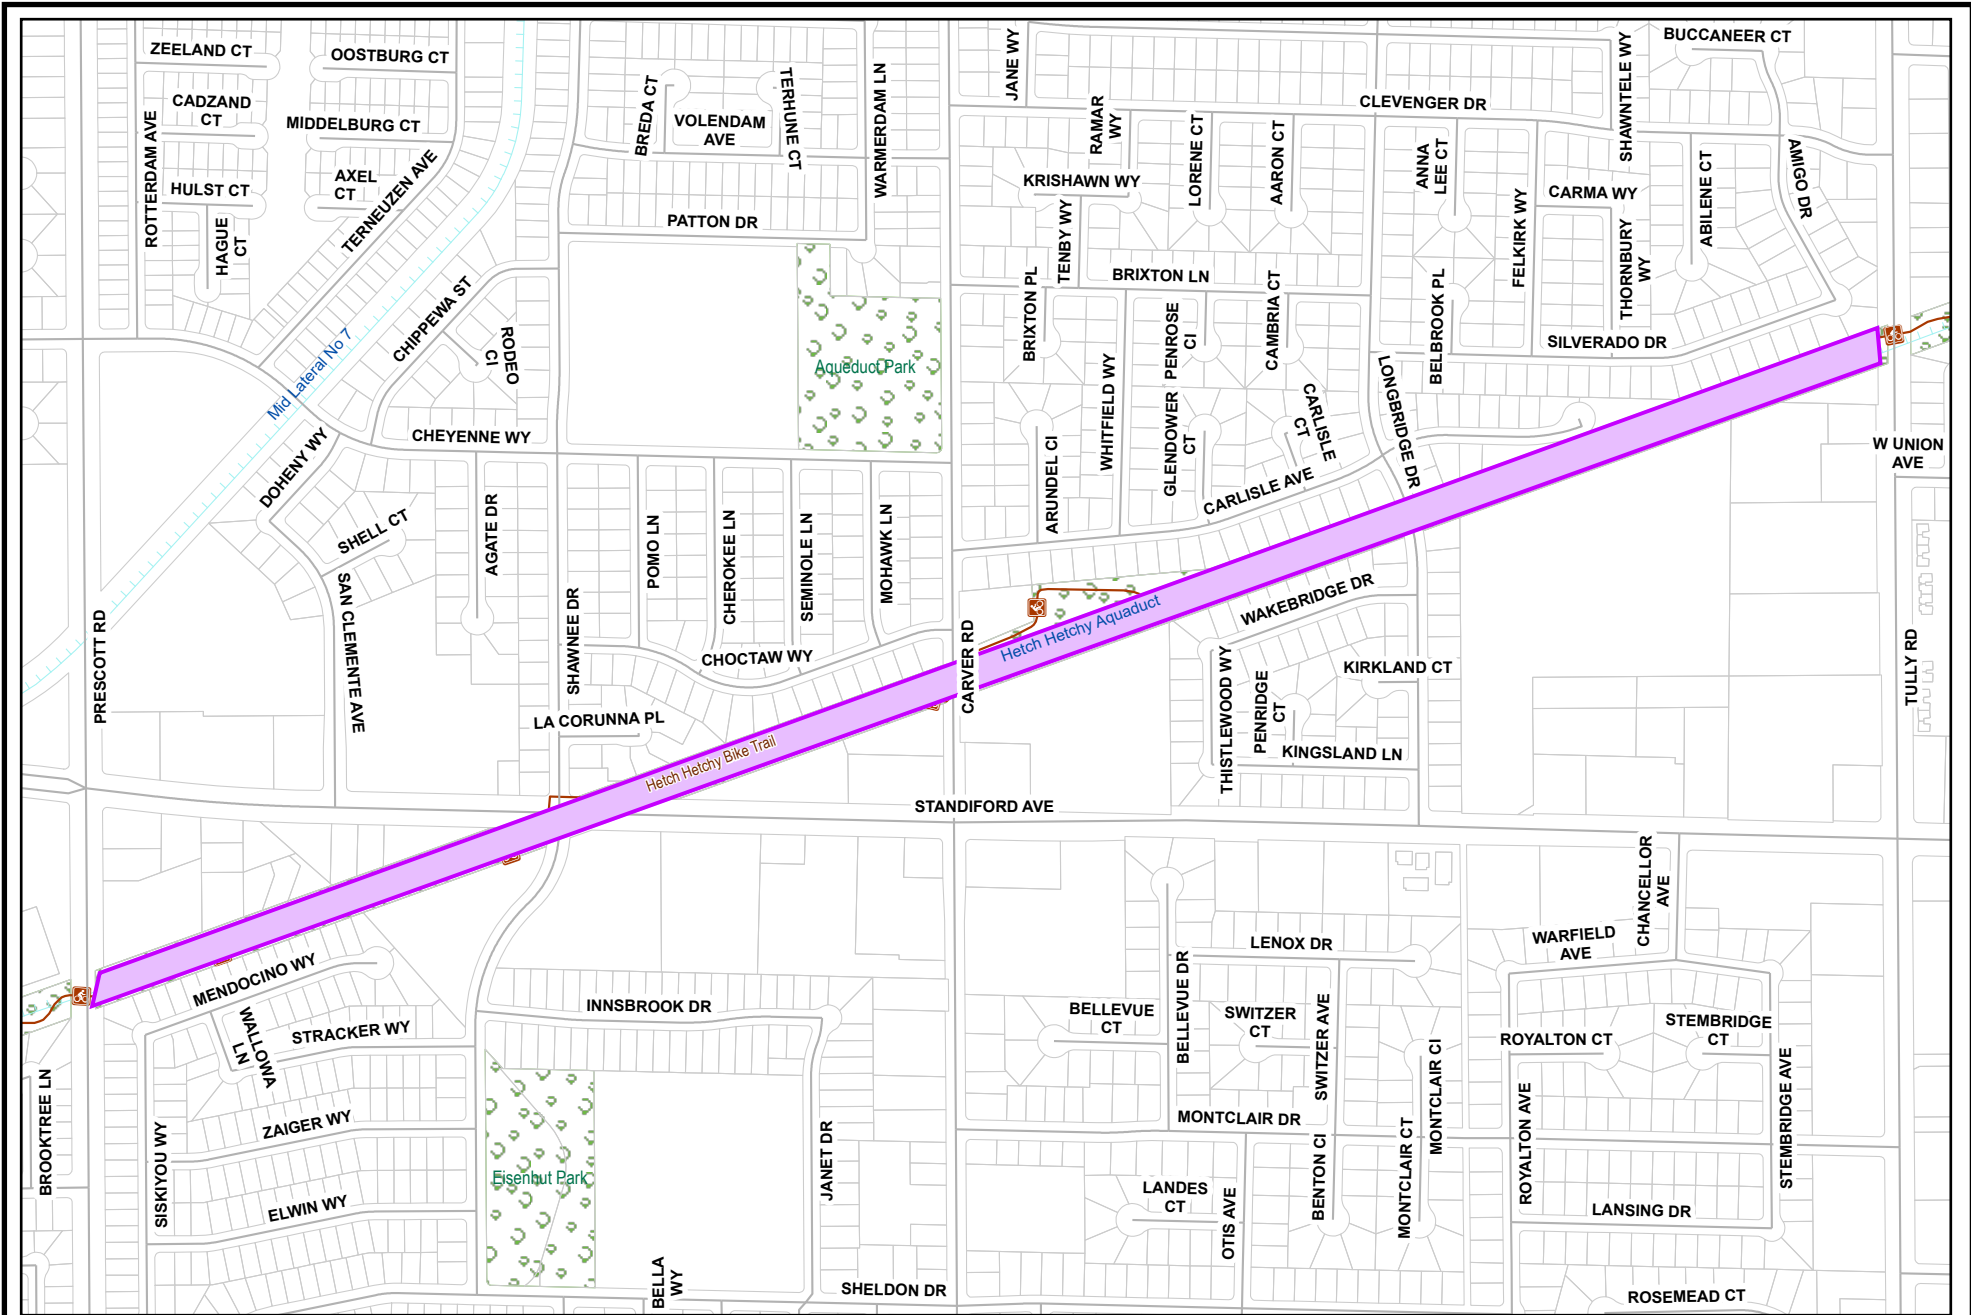 ZEELAND CT
OOSTBURG CT
CADZAND
CT
MIDDELBURG CT
ROTTERDAM AVE
HULST CT
AXEL
CT
HAGUE
CT
TERNEUZEN AVE
BREDA CT
VOLENDAM
AVE
TERHUNE CT
WARMERDAM LN
PATTON DR
JANE WY
RAMAR
WY
KRISHAWN WY
TENBY WY
LORENE CT
AARON CT
CLEVENGER DR
ANNA
LEE CT
FELKIRK WY
SHAWNTELE WY
BUCCANEER CT
CARMA WY
THORNBURY
WY
ABILENE CT
AMIGO DR
BRIXTON LN
BRIXTON PL
PENROSE
CI
CAMBRIA CT
BELBROOK PL
SILVERADO DR
CHIPPEWA ST
RODEO
CI
Mid Lateral No 7
Aqueduct Park
CHEYENNE WY
DOHENY WY
WHITFIELD WY
ARUNDEL CI
GLENDOWER
CT
CARLISLE
CT
CARLISLE AVE
LONGBRIDGE DR
W UNION
AVE
SHELL CT
AGATE DR
POMO LN
CHEROKEE LN
SEMINOLE LN
MOHAWK LN
SAN CLEMENTE AVE
SHAWNEE DR
PRESCOTT RD
CHOCTAW WY
LA CORUNNA PL
CARVER RD
Hetch Hetchy Aquaduct
WAKEBRIDGE DR
THISTLEWOOD WY
PENRIDGE
CT
KIRKLAND CT
KINGSLAND LN
TULLY RD
Hetch Hetchy Bike Trail
STANDIFORD AVE
CHANCELLOR
AVE
WARFIELD
AVE
LENOX DR
BELLEVUE DR
BELLEVUE
CT
SWITZER
CT
SWITZER AVE
MENDOCINO WY
WALLOWA
LN
STRACKER WY
INNSBROOK DR
ROYALTON CT
STEMBRIDGE
CT
STEMBRIDGE AVE
ROYALTON AVE
MONTCLAIR CI
MONTCLAIR DR
MONTCLAIR CT
BENTON CI
OTIS AVE
LANDES
CT
LANSING DR
ROSEMEAD CT
BROOKTREE LN
SISKIYOU WY
ZAIGER WY
ELWIN WY
Eisenhut Park
JANET DR
BELLA
WY
SHELDON DR